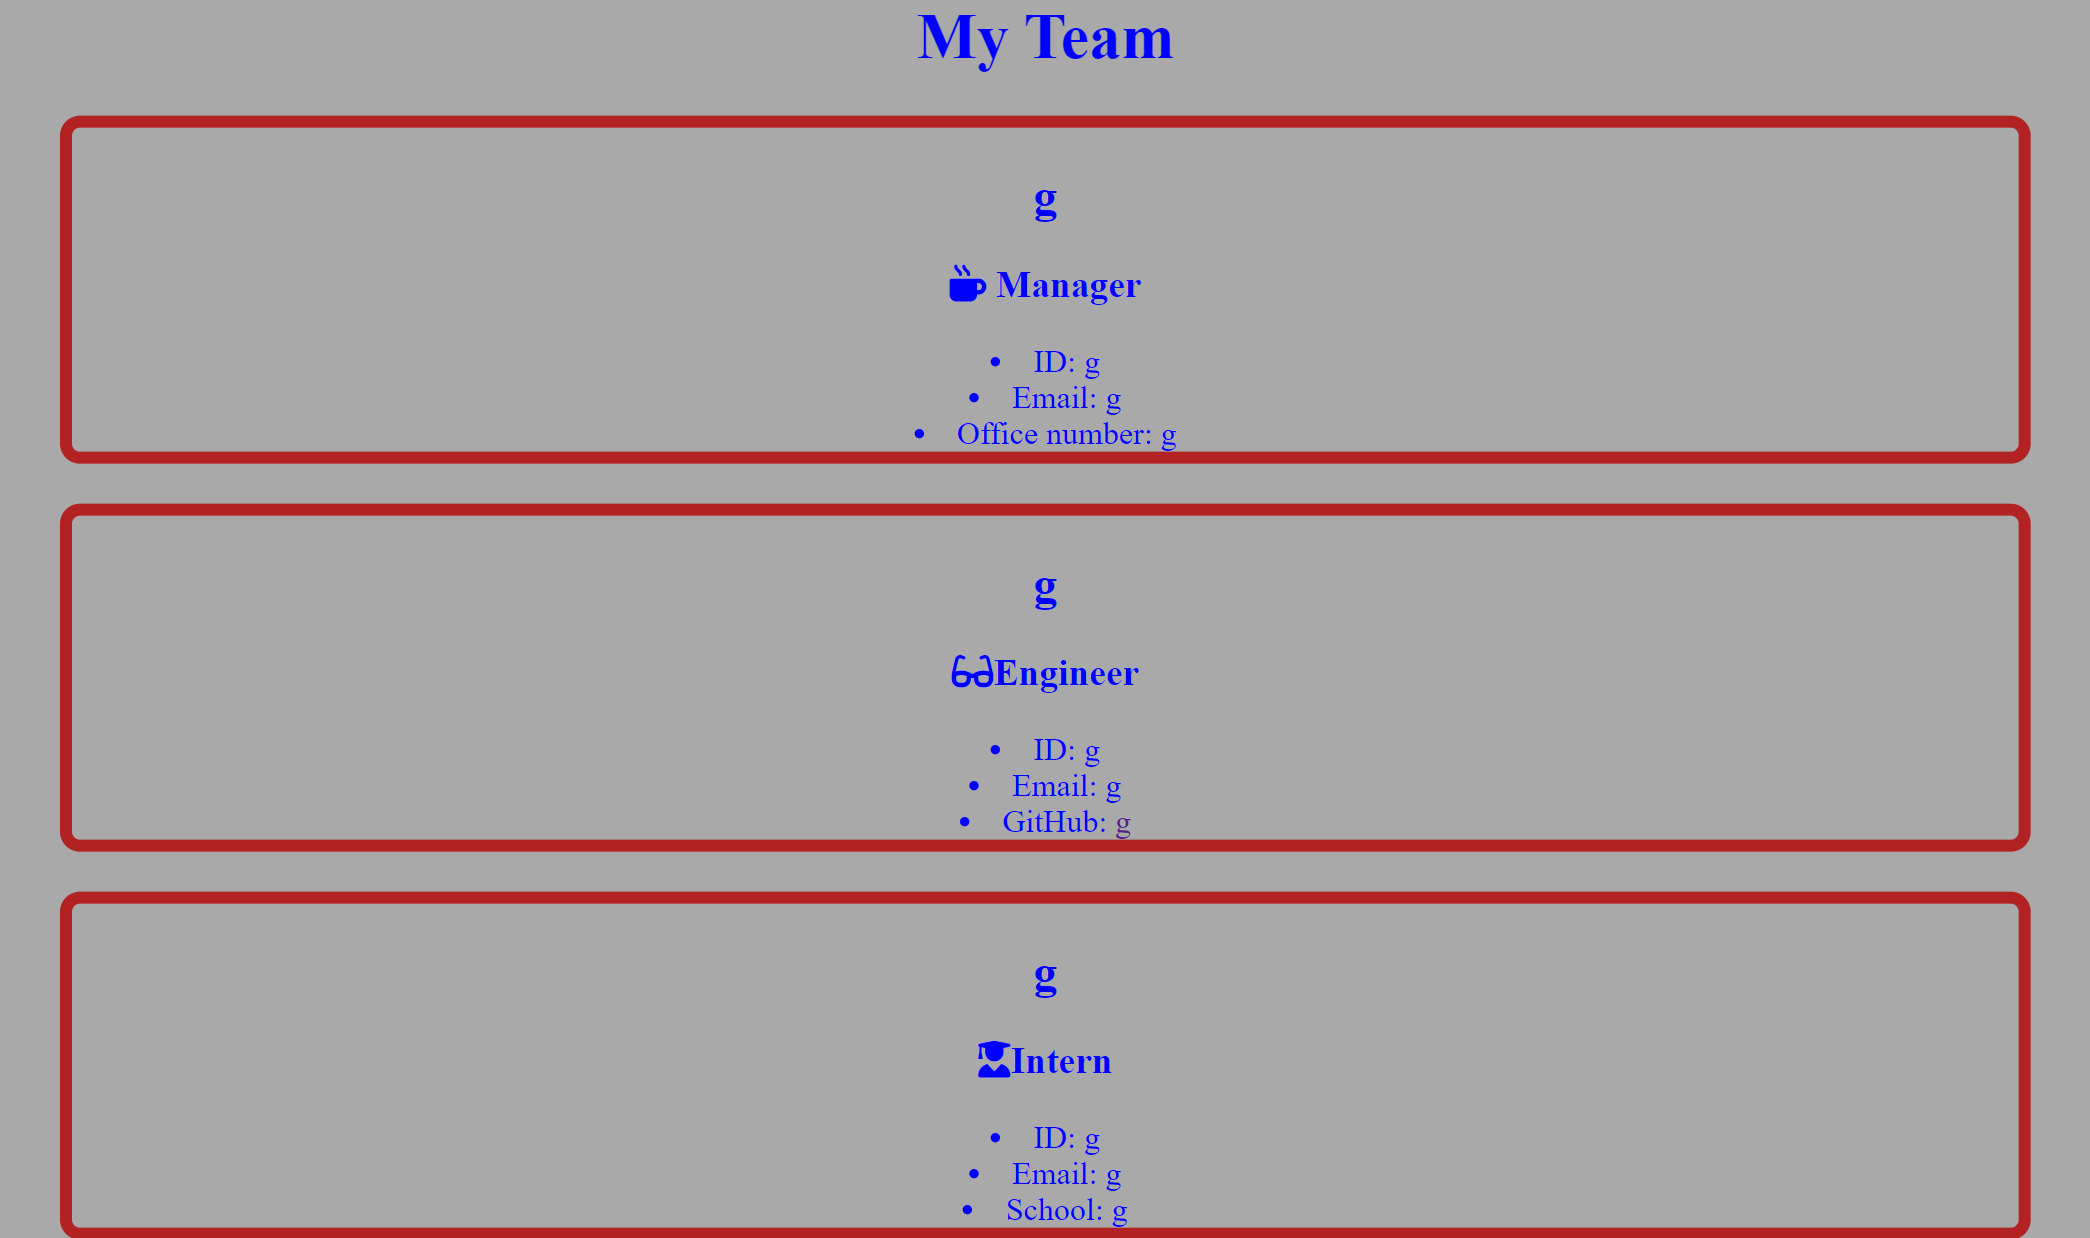 My Team
g
Manager
• ID: g
• Email: g
• Office number: g
g
Engineer
• ID: g
• Email: g
• GitHub: g
g
Intern
• ID: g
• Email: g
• School: g